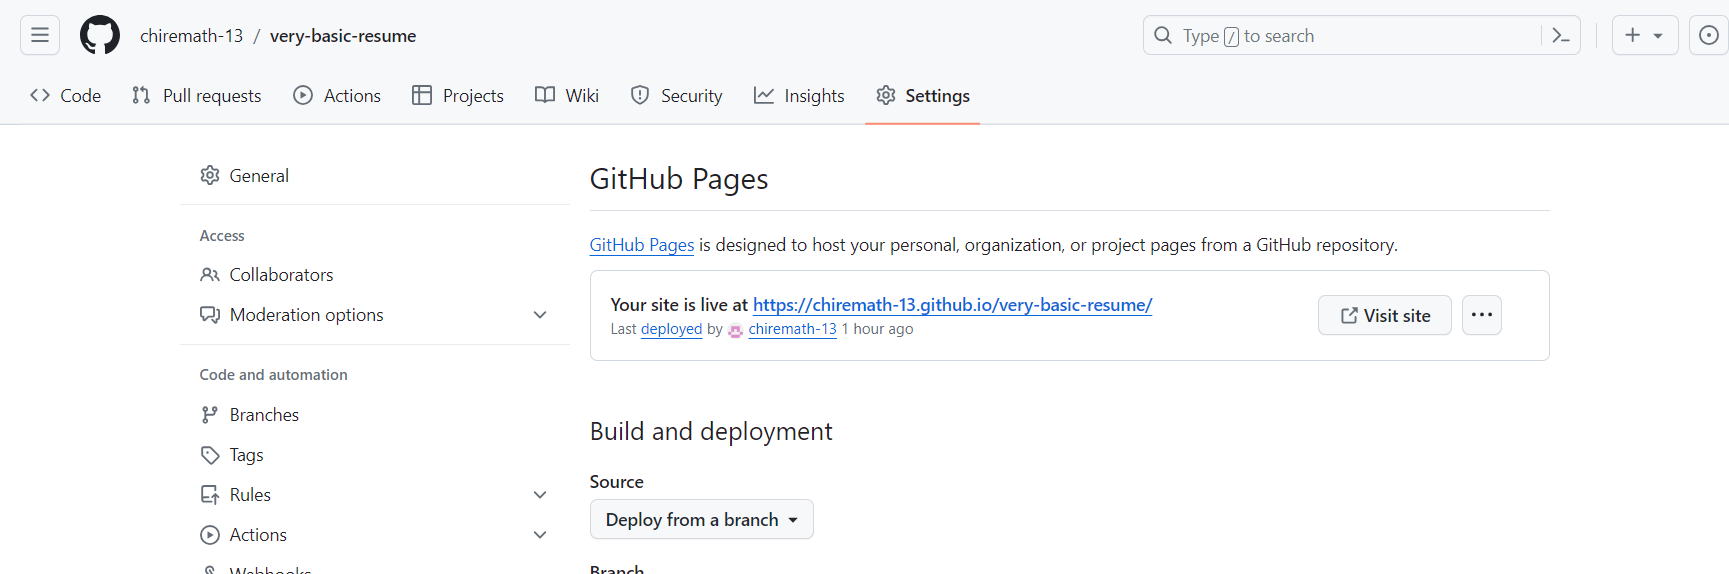 chiremath-13 / very-basic-resume
Type / to search
Code Pull requests Actions Projects Wiki Security Insights Settings
General
Access
Collaborators
Moderation options
Code and automation
Branches
Tags
Rules
Actions
Webhooks
GitHub Pages
GitHub Pages is designed to host your personal, organization, or project pages from a GitHub repository.
Your site is live at https://chiremath-13.github.io/very-basic-resume/
Last deployed by chiremath-13 1 hour ago
Visit site
Build and deployment
Source
Deploy from a branch
Branch